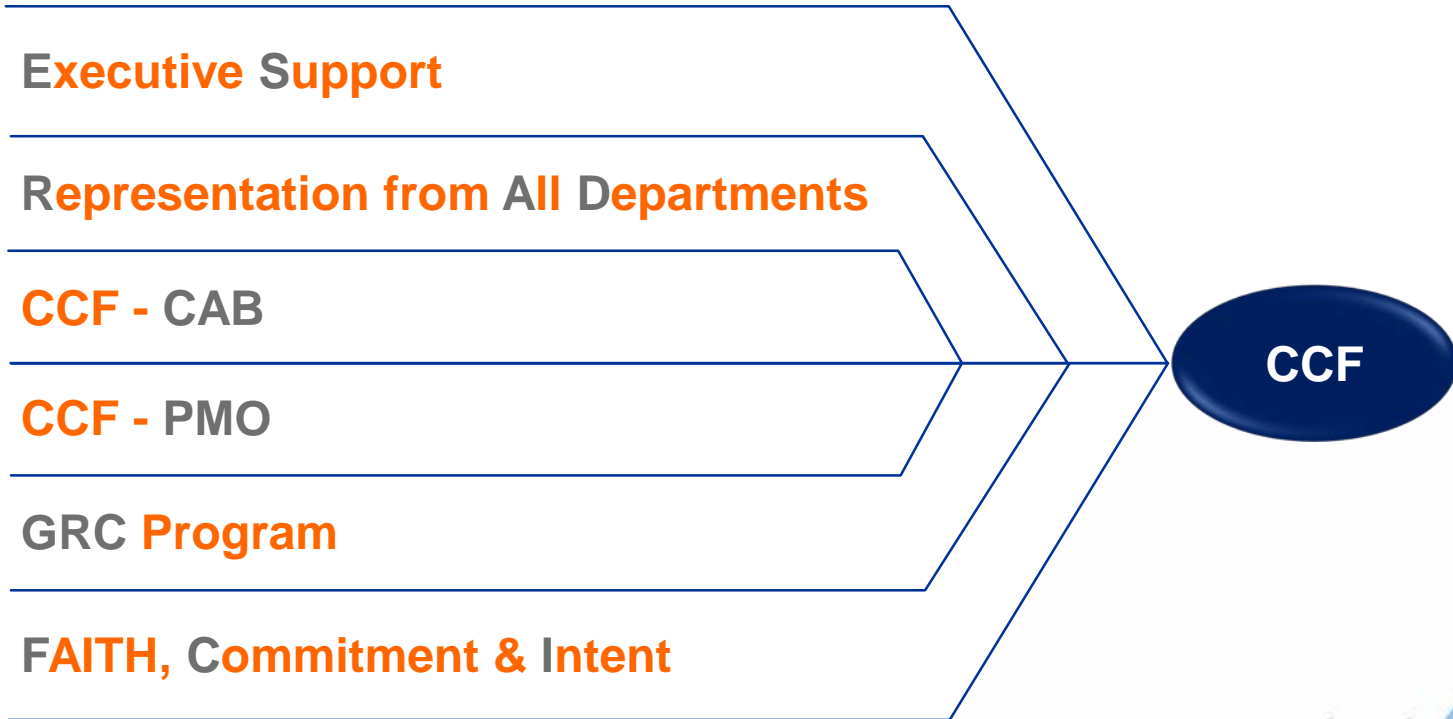 Executive Support
Representation from All Departments
CCF - CAB
CCF
CCF - PMO
GRC Program
FAITH, Commitment & Intent